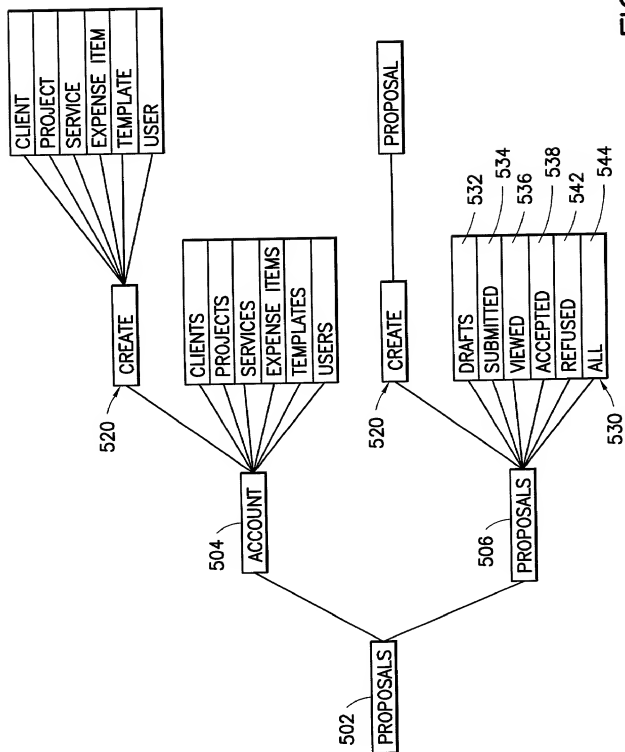 CLIENT
PROJECT
SERVICE
EXPENSE ITEM
TEMPLATE
USER
CREATE
520
CLIENTS
PROJECTS
SERVICES
EXPENSE ITEMS
TEMPLATES
USERS
504
ACCOUNT
PROPOSAL
CREATE
520
DRAFTS
SUBMITTED
VIEWED
ACCEPTED
REFUSED
ALL
532
534
536
538
542
544
530
506
PROPOSALS
502
PROPOSALS